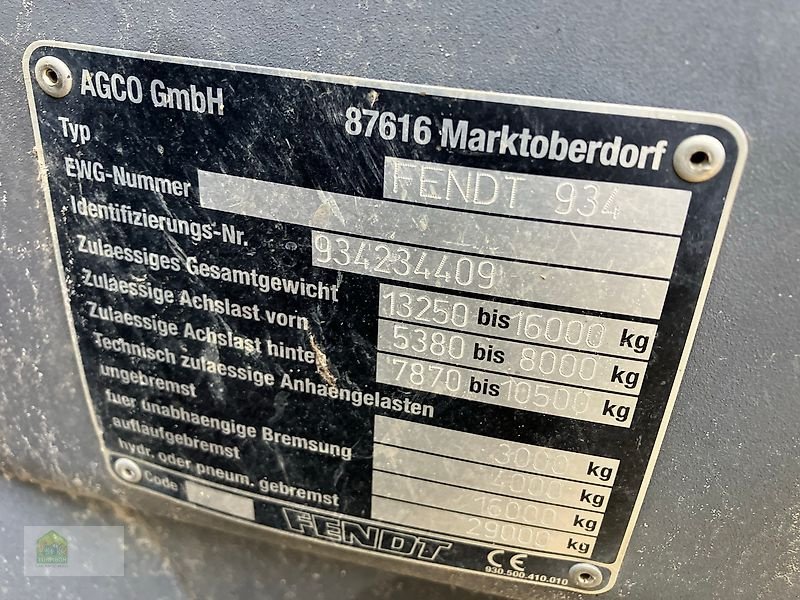 AGCO GmbH
87616 Marktoberdorf
Typ FENDT 934
EWG-Nummer
Identifizierungs-Nr. 934234409
Zulaessiges Gesamtgewicht 13250 bis 16000 kg
Zulaessige Achslast vorn 5380 bis 8000 kg
Zulaessige Achslast hinten 7870 bis 10500 kg
Technisch zulaessige Anhaengelasten
ungebremst 3000 kg
fuer unabhaengige Bremsung 4000 kg
auflaufgebremst 16000 kg
hydr. oder pneum. gebremst 29000 kg
Code
FENDT
CE
930.500.410.010